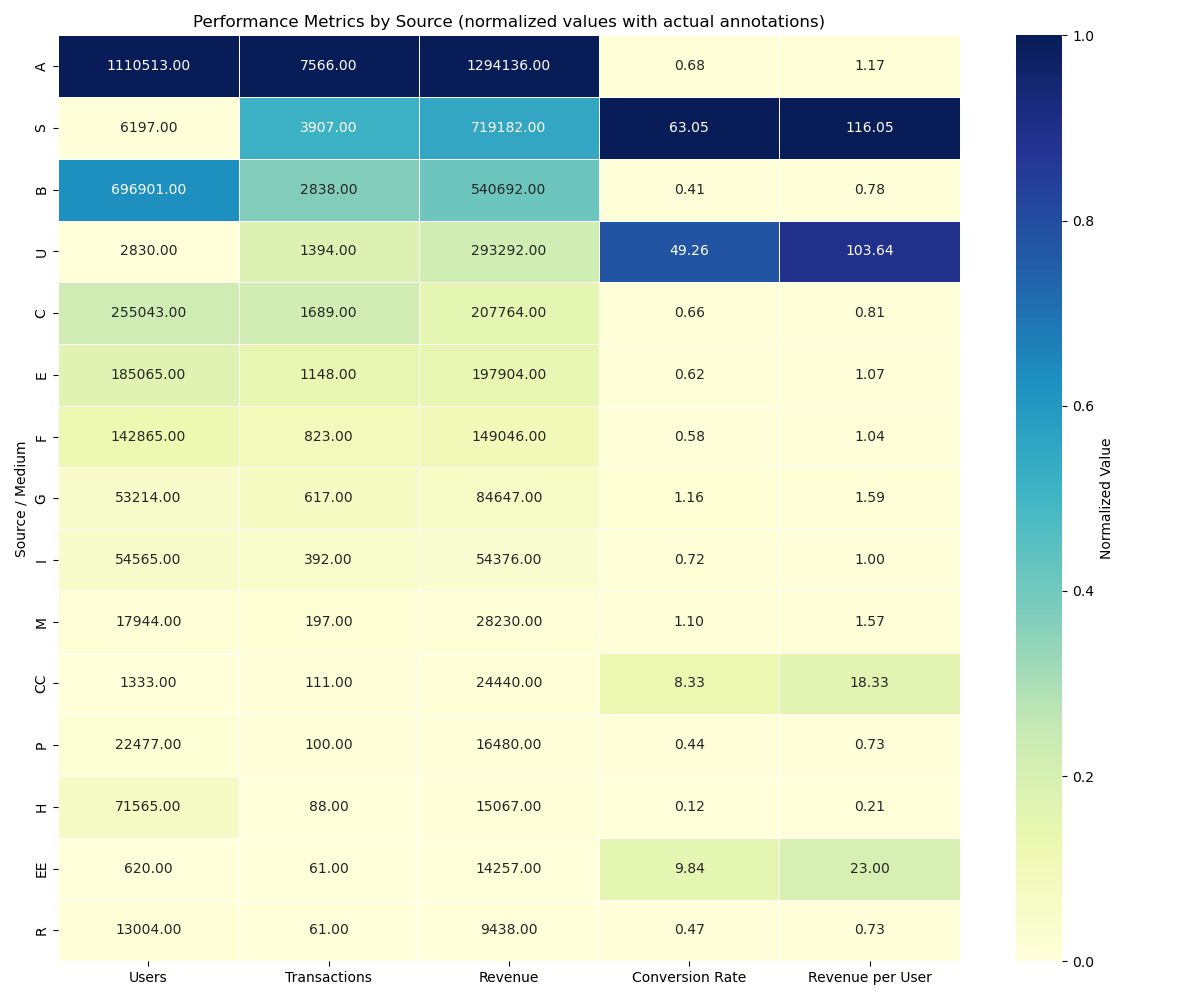 Performance Metrics by Source (normalized values with actual annotations)
Source / Medium
A 1110513.00 7566.00 1294136.00 0.68 1.17
S 6197.00 3907.00 719182.00 63.05 116.05
B 696901.00 2838.00 540692.00 0.41 0.78
U 2830.00 1394.00 293292.00 49.26 103.64
C 255043.00 1689.00 207764.00 0.66 0.81
E 185065.00 1148.00 197904.00 0.62 1.07
F 142865.00 823.00 149046.00 0.58 1.04
G 53214.00 617.00 84647.00 1.16 1.59
I 54565.00 392.00 54376.00 0.72 1.00
M 17944.00 197.00 28230.00 1.10 1.57
CC 1333.00 111.00 24440.00 8.33 18.33
P 22477.00 100.00 16480.00 0.44 0.73
H 71565.00 88.00 15067.00 0.12 0.21
EE 620.00 61.00 14257.00 9.84 23.00
R 13004.00 61.00 9438.00 0.47 0.73
Users Transactions Revenue Conversion Rate Revenue per User
1.0
0.8
0.6
0.4
0.2
0.0
Normalized Value